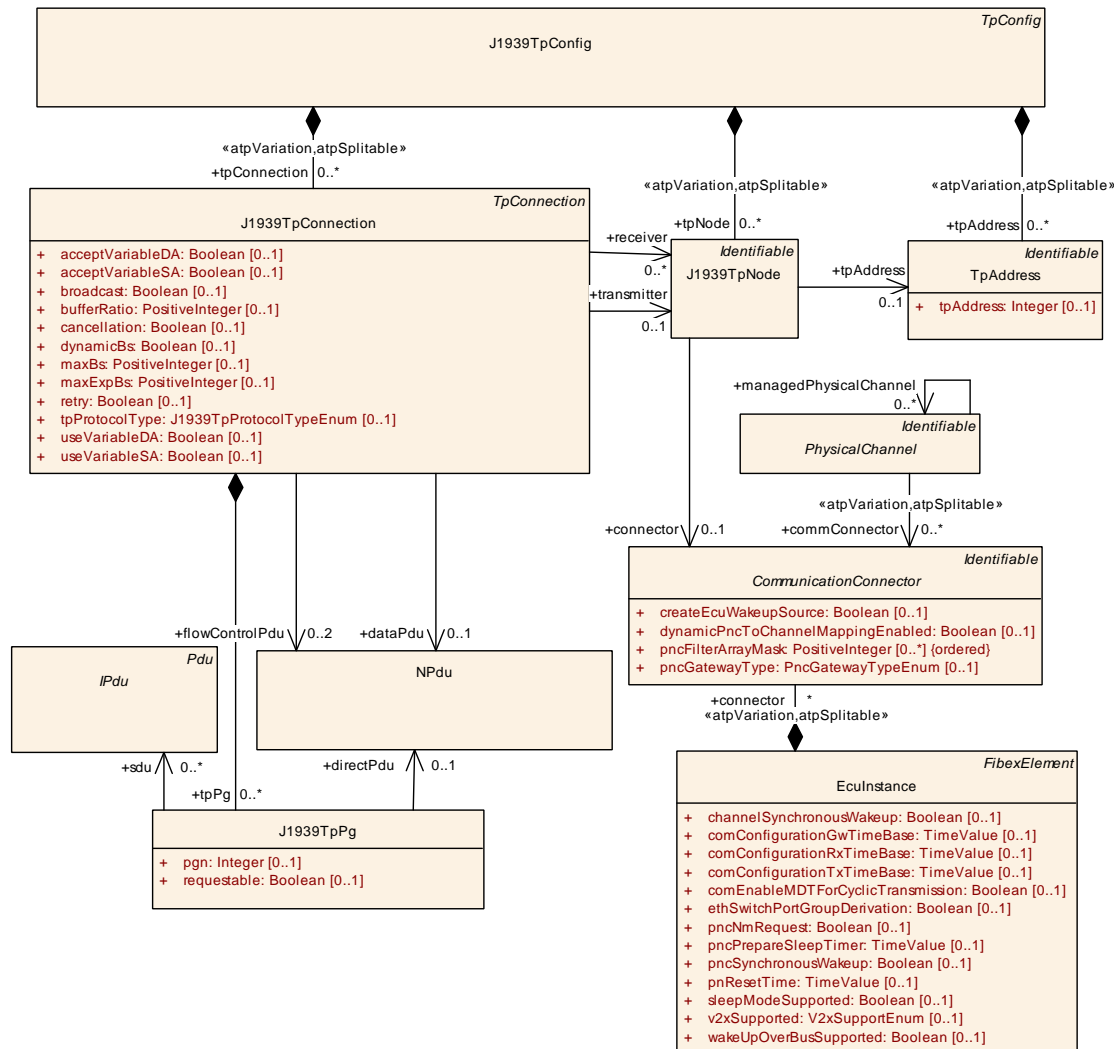 TpConfig
J1939TpConfig
«atpVariation,atpSplitable»
+tpConnection 0..*
«atpVariation,atpSplitable»
+tpNode 0..*
«atpVariation,atpSplitable»
+tpAddress 0..*
TpConnection
J1939TpConnection
+ acceptVariableDA: Boolean [0..1]
+ acceptVariableSA: Boolean [0..1]
+ broadcast: Boolean [0..1]
+ bufferRatio: PositiveInteger [0..1]
+ cancellation: Boolean [0..1]
+ dynamicBs: Boolean [0..1]
+ maxBs: PositiveInteger [0..1]
+ maxExpBs: PositiveInteger [0..1]
+ retry: Boolean [0..1]
+ tpProtocolType: J1939TpProtocolTypeEnum [0..1]
+ useVariableDA: Boolean [0..1]
+ useVariableSA: Boolean [0..1]
+receiver
0..*
+transmitter
0..1
Identifiable
J1939TpNode
+tpAddress
0..1
Identifiable
TpAddress
+ tpAddress: Integer [0..1]
+managedPhysicalChannel
0..*
Identifiable
PhysicalChannel
«atpVariation,atpSplitable»
+connector 0..1
+commConnector 0..*
Identifiable
CommunicationConnector
+ createEcuWakeupSource: Boolean [0..1]
+ dynamicPncToChannelMappingEnabled: Boolean [0..1]
+ pncFilterArrayMask: PositiveInteger [0..*] {ordered}
+ pncGatewayType: PncGatewayTypeEnum [0..1]
+flowControlPdu 0..2
+dataPdu 0..1
Pdu
IPdu
NPdu
+connector *
«atpVariation,atpSplitable»
+sdu 0..*
+directPdu 0..1
+tpPg 0..*
J1939TpPg
+ pgn: Integer [0..1]
+ requestable: Boolean [0..1]
FibexElement
EcuInstance
+ channelSynchronousWakeup: Boolean [0..1]
+ comConfigurationGwTimeBase: TimeValue [0..1]
+ comConfigurationRxTimeBase: TimeValue [0..1]
+ comConfigurationTxTimeBase: TimeValue [0..1]
+ comEnableMDTForCyclicTransmission: Boolean [0..1]
+ ethSwitchPortGroupDerivation: Boolean [0..1]
+ pncNmRequest: Boolean [0..1]
+ pncPrepareSleepTimer: TimeValue [0..1]
+ pncSynchronousWakeup: Boolean [0..1]
+ pnResetTime: TimeValue [0..1]
+ sleepModeSupported: Boolean [0..1]
+ v2xSupported: V2xSupportEnum [0..1]
+ wakeUpOverBusSupported: Boolean [0..1]